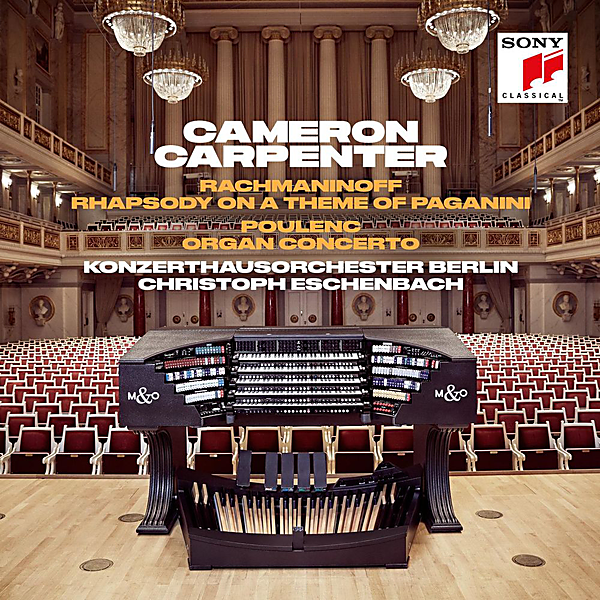 SONY
CLASSICAL
CAMERON
CARPENTER
RACHMANINOFF
RHAPSODY ON A THEME OF PAGANINI
POULENC
ORGAN CONCERTO
KONZERTHAUSORCHESTER BERLIN
CHRISTOPH ESCHENBACH
M&O
M&O